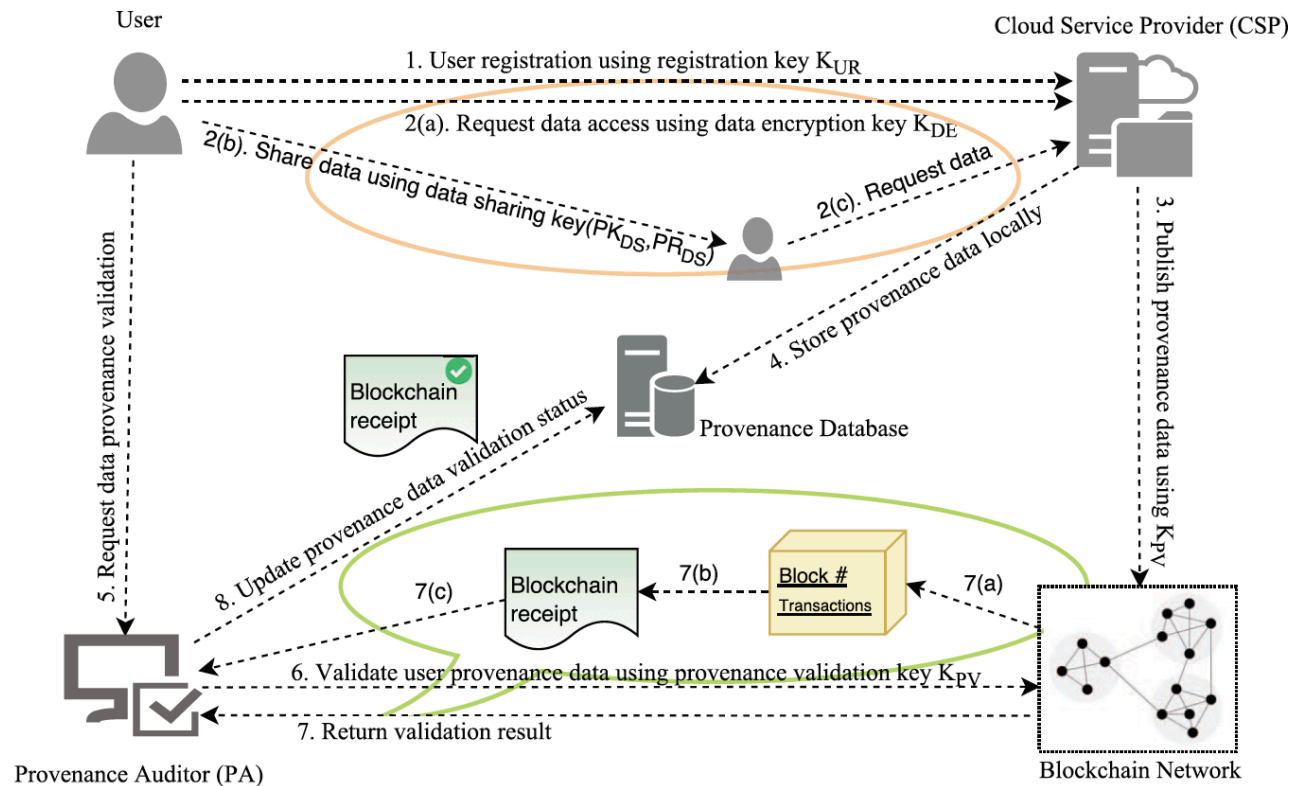 User
Cloud Service Provider (CSP)
1. User registration using registration key K_UR
2(a). Request data access using data encryption key K_DE
2(b). Share data using data sharing key(PK_DS,PR_DS)
2(c). Request data
3. Publish provenance data using K_PV
4. Store provenance data locally
5. Request data provenance validation
Blockchain
receipt
Provenance Database
8. Update provenance data validation status
7(c)
Blockchain
receipt
7(b)
Block #
Transactions
7(a)
6. Validate user provenance data using provenance validation key K_PV
7. Return validation result
Provenance Auditor (PA)
Blockchain Network